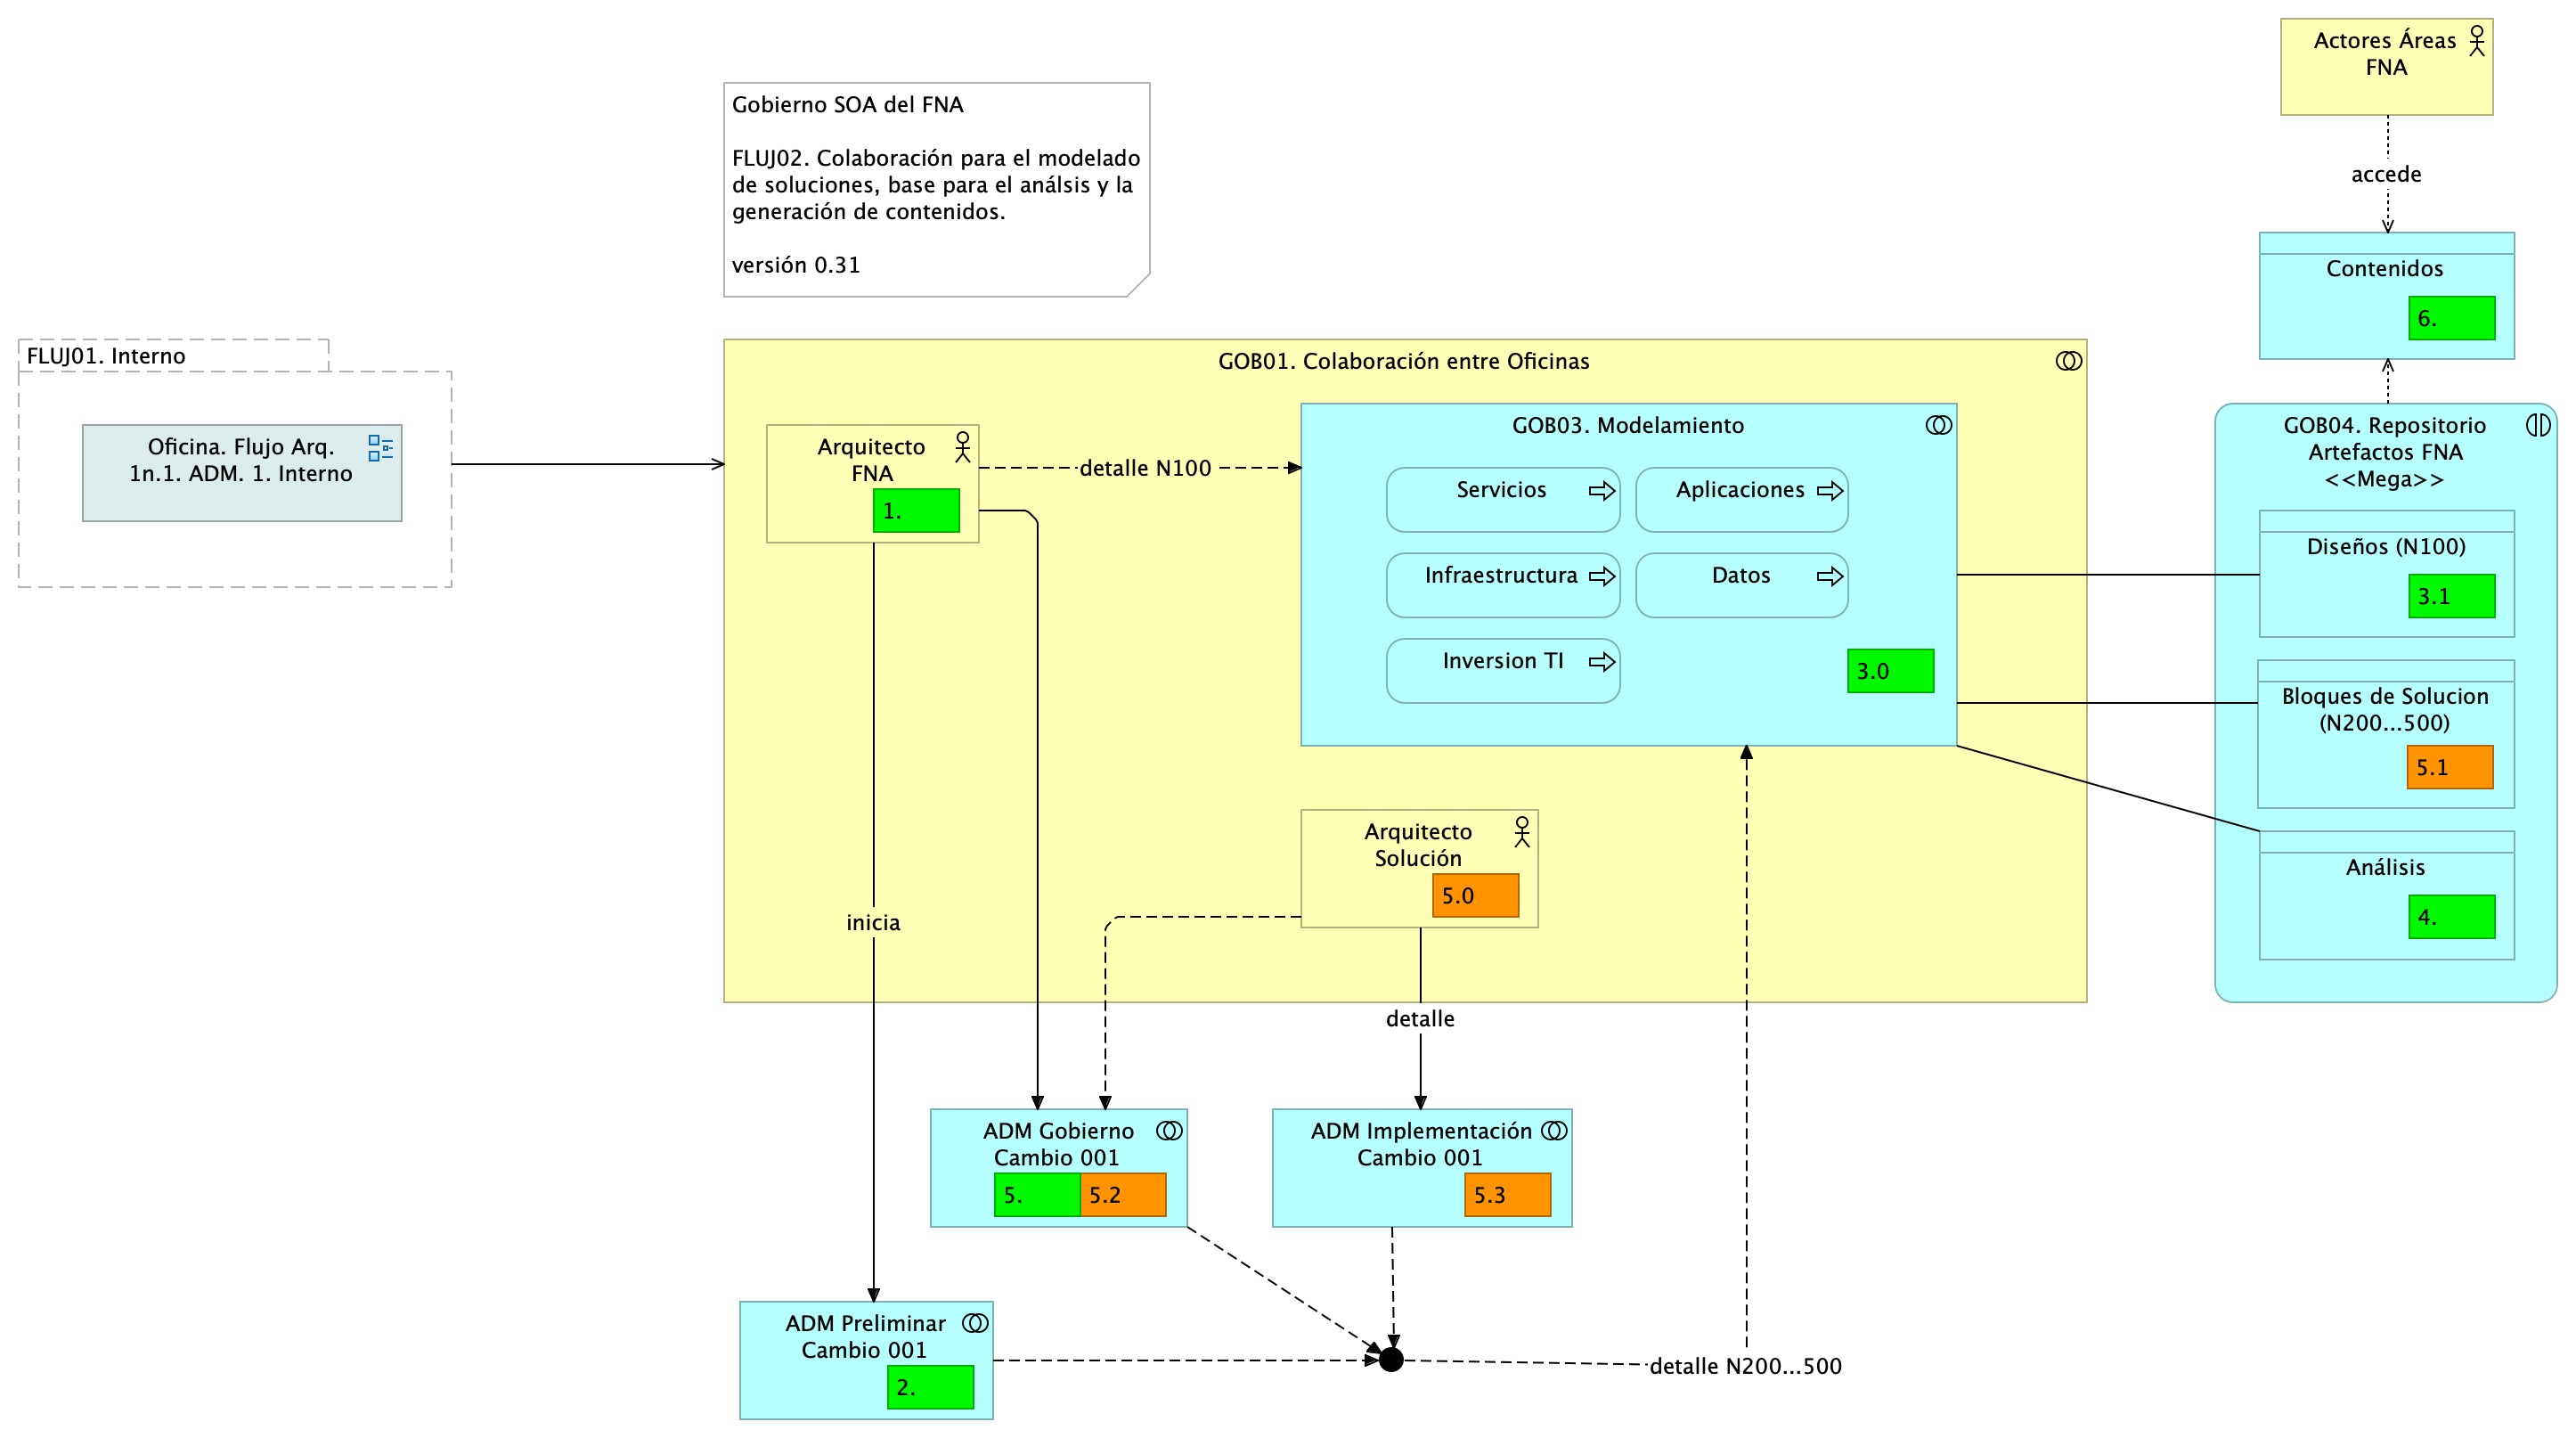 Actores Áreas
FNA
accede
Contenidos
6.
Gobierno SOA del FNA
FLUJ02. Colaboración para el modelado
de soluciones, base para el análsis y la
generación de contenidos.
versión 0.31
FLUJ01. Interno
Oficina. Flujo Arq.
1n.1. ADM. 1. Interno
GOB01. Colaboración entre Oficinas
Arquitecto
FNA
1.
detalle N100
GOB03. Modelamiento
Servicios
Aplicaciones
Infraestructura
Datos
Inversion TI
3.0
GOB04. Repositorio
Artefactos FNA
<<Mega>>
Diseños (N100)
3.1
Bloques de Solucion
(N200...500)
5.1
Análisis
4.
Arquitecto
Solución
5.0
inicia
detalle
ADM Gobierno
Cambio 001
5.
5.2
ADM Implementación
Cambio 001
5.3
ADM Preliminar
Cambio 001
2.
detalle N200...500